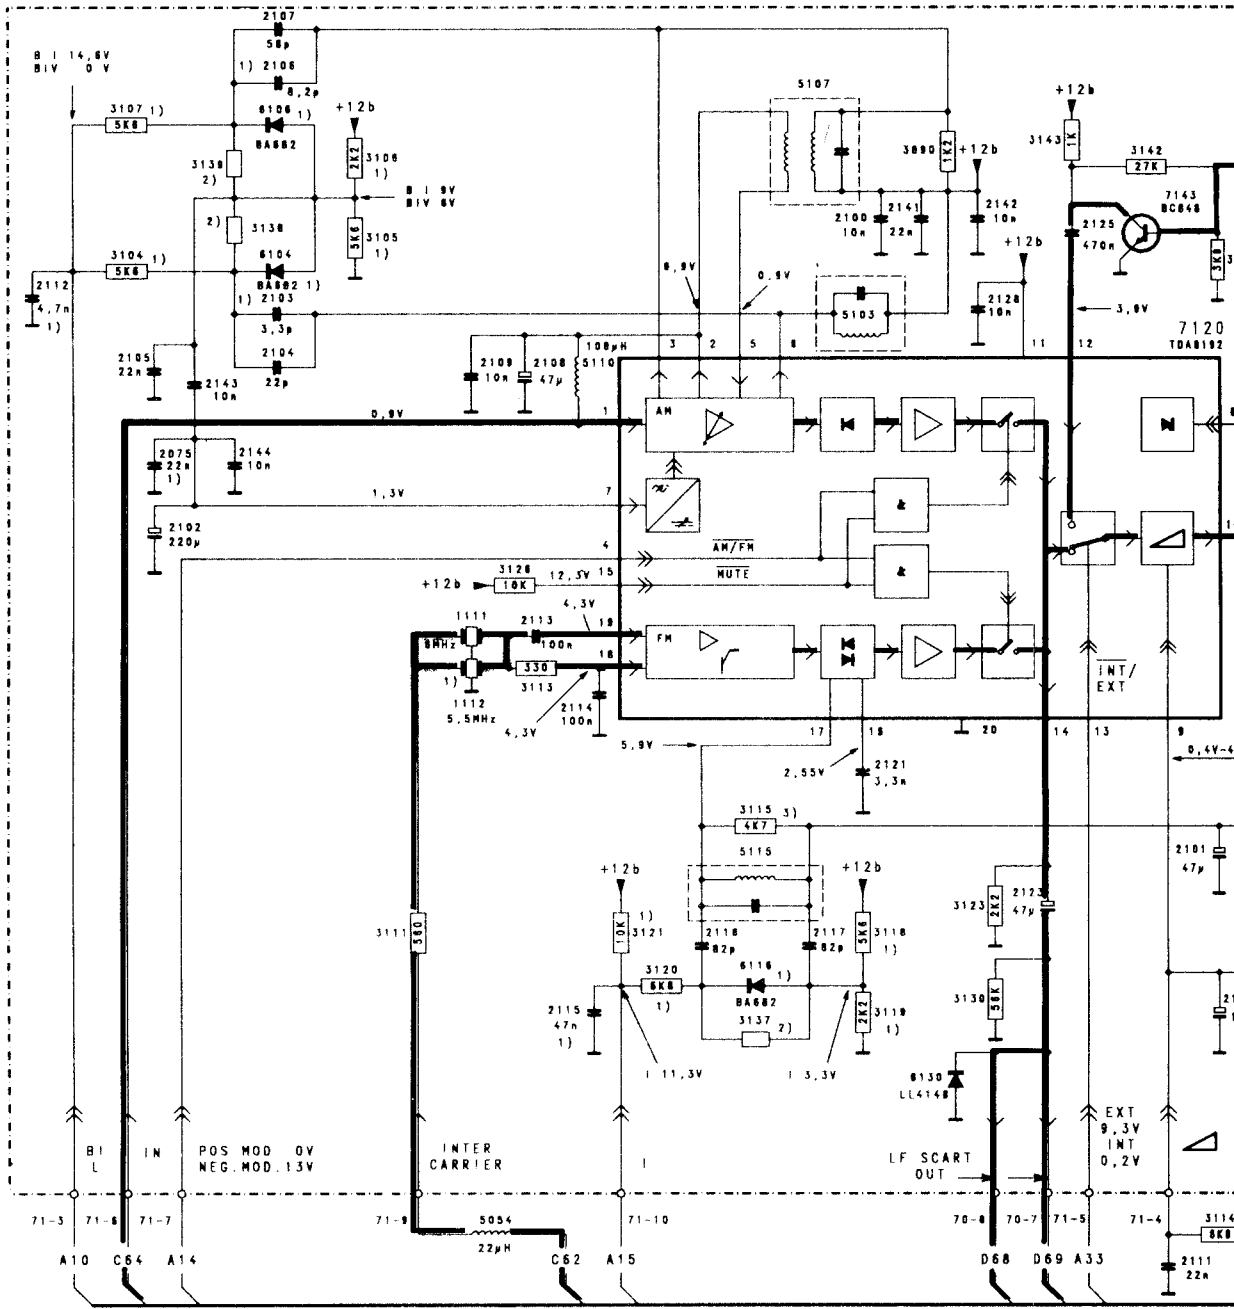 2107
56p
B I 14,6V
BIV 0 V
1) 2106
8,2p
5107
+12b
3107 1)
5K6
6106
1)
BA682
+12b
3143
1K
3142
27K
2K2
3106
3890
1K2
+12b
7143
BC848
3139
2)
B I 9V
BIV 6V
2)
3138
2100
10n
2141
22n
2142
10n
2125
470n
5K6
3105
1)
+12b
3K9
3104 1)
5K6
6104
BA682 1)
2112
4,7n
1)
1) 2103
3,3p
6,9V
0,9V
5103
2128
10n
3,9V
7120
TDA8192
2104
22p
2105
22n
2143
10n
2109
10n
2108
47µ
100µH
5110
3
2
5
6
11
12
0,9V
1
AM
2075
22n
1)
2144
10n
1,3V
7
&
2102
220µ
4
AM/FM
+12b
3126
10K
12,3V
15
MUTE
&
1111
6MHz
2113
100n
4,3V
19
FM
1)
330
3113
18
1112
5,5MHz
4,3V
2114
100n
INT/
EXT
5,9V
17
16
20
14
13
9
2,55V
2121
3,3n
0,4V-4
3115 3)
4K7
5115
2101
47µ
+12b
+12b
3123
2K2
2123
47µ
3111
560
10K
1)
3121
2116
82p
2117
82p
5K6
3118
1)
3120
6K8
1)
6116
1)
BA682
3130
56K
2115
47n
1)
3137
2)
2K2
3119
1)
I 11,3V
I 3,3V
6130
LL4148
BI
L
IN
POS MOD 0V
NEG.MOD.13V
INTER
CARRIER
I
LF SCART
OUT
EXT
9,3V
INT
0,2V
71-3
71-6
71-7
71-9
5054
22µH
71-10
70-8
70-7
71-5
71-4
3114
8K8
A10
C64
A14
C62
A15
D68
D69
A33
2111
22n